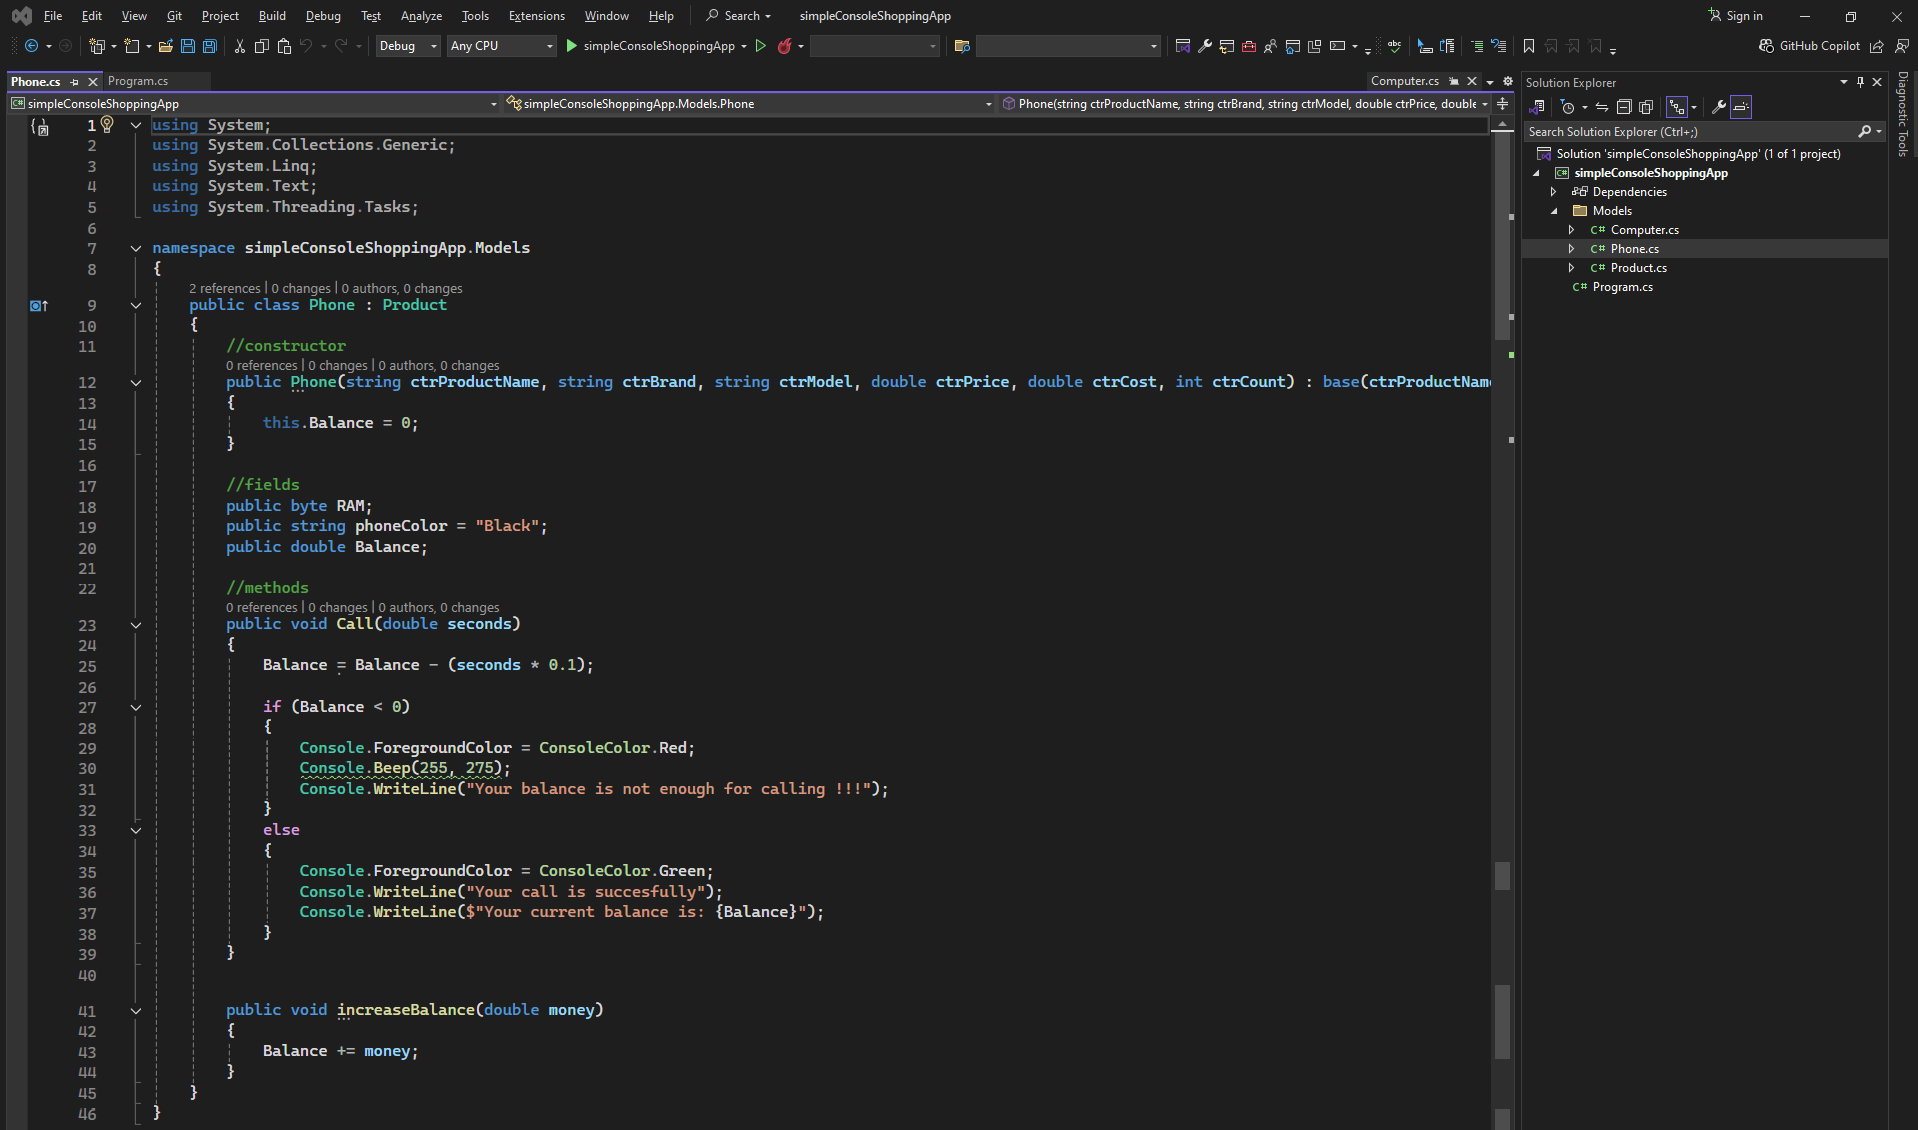 File Edit View Git Project Build Debug Test Analyze Tools Extensions Window Help Search simpleConsoleShoppingApp Sign in
Debug Any CPU simpleConsoleShoppingApp GitHub Copilot
Phone.cs Program.cs Computer.cs
simpleConsoleShoppingApp simpleConsoleShoppingApp.Models.Phone Phone(string ctrProductName, string ctrBrand, string ctrModel, double ctrPrice, double
1 using System;
2 using System.Collections.Generic;
3 using System.Linq;
4 using System.Text;
5 using System.Threading.Tasks;
6
7 namespace simpleConsoleShoppingApp.Models
8 {
2 references | 0 changes | 0 authors, 0 changes
9 public class Phone : Product
10 {
11 //constructor
0 references | 0 changes | 0 authors, 0 changes
12 public Phone(string ctrProductName, string ctrBrand, string ctrModel, double ctrPrice, double ctrCost, int ctrCount) : base(ctrProductName
13 {
14 this.Balance = 0;
15 }
16
17 //fields
18 public byte RAM;
19 public string phoneColor = "Black";
20 public double Balance;
21
22 //methods
0 references | 0 changes | 0 authors, 0 changes
23 public void Call(double seconds)
24 {
25 Balance = Balance - (seconds * 0.1);
26
27 if (Balance < 0)
28 {
29 Console.ForegroundColor = ConsoleColor.Red;
30 Console.Beep(255, 275);
31 Console.WriteLine("Your balance is not enough for calling !!!");
32 }
33 else
34 {
35 Console.ForegroundColor = ConsoleColor.Green;
36 Console.WriteLine("Your call is succesfully");
37 Console.WriteLine($"Your current balance is: {Balance}");
38 }
39 }
40
41 public void increaseBalance(double money)
42 {
43 Balance += money;
44 }
45 }
46 }
Solution Explorer
Search Solution Explorer (Ctrl+;)
Solution 'simpleConsoleShoppingApp' (1 of 1 project)
C# simpleConsoleShoppingApp
Dependencies
Models
C# Computer.cs
C# Phone.cs
C# Product.cs
C# Program.cs
Diagnostic Tools